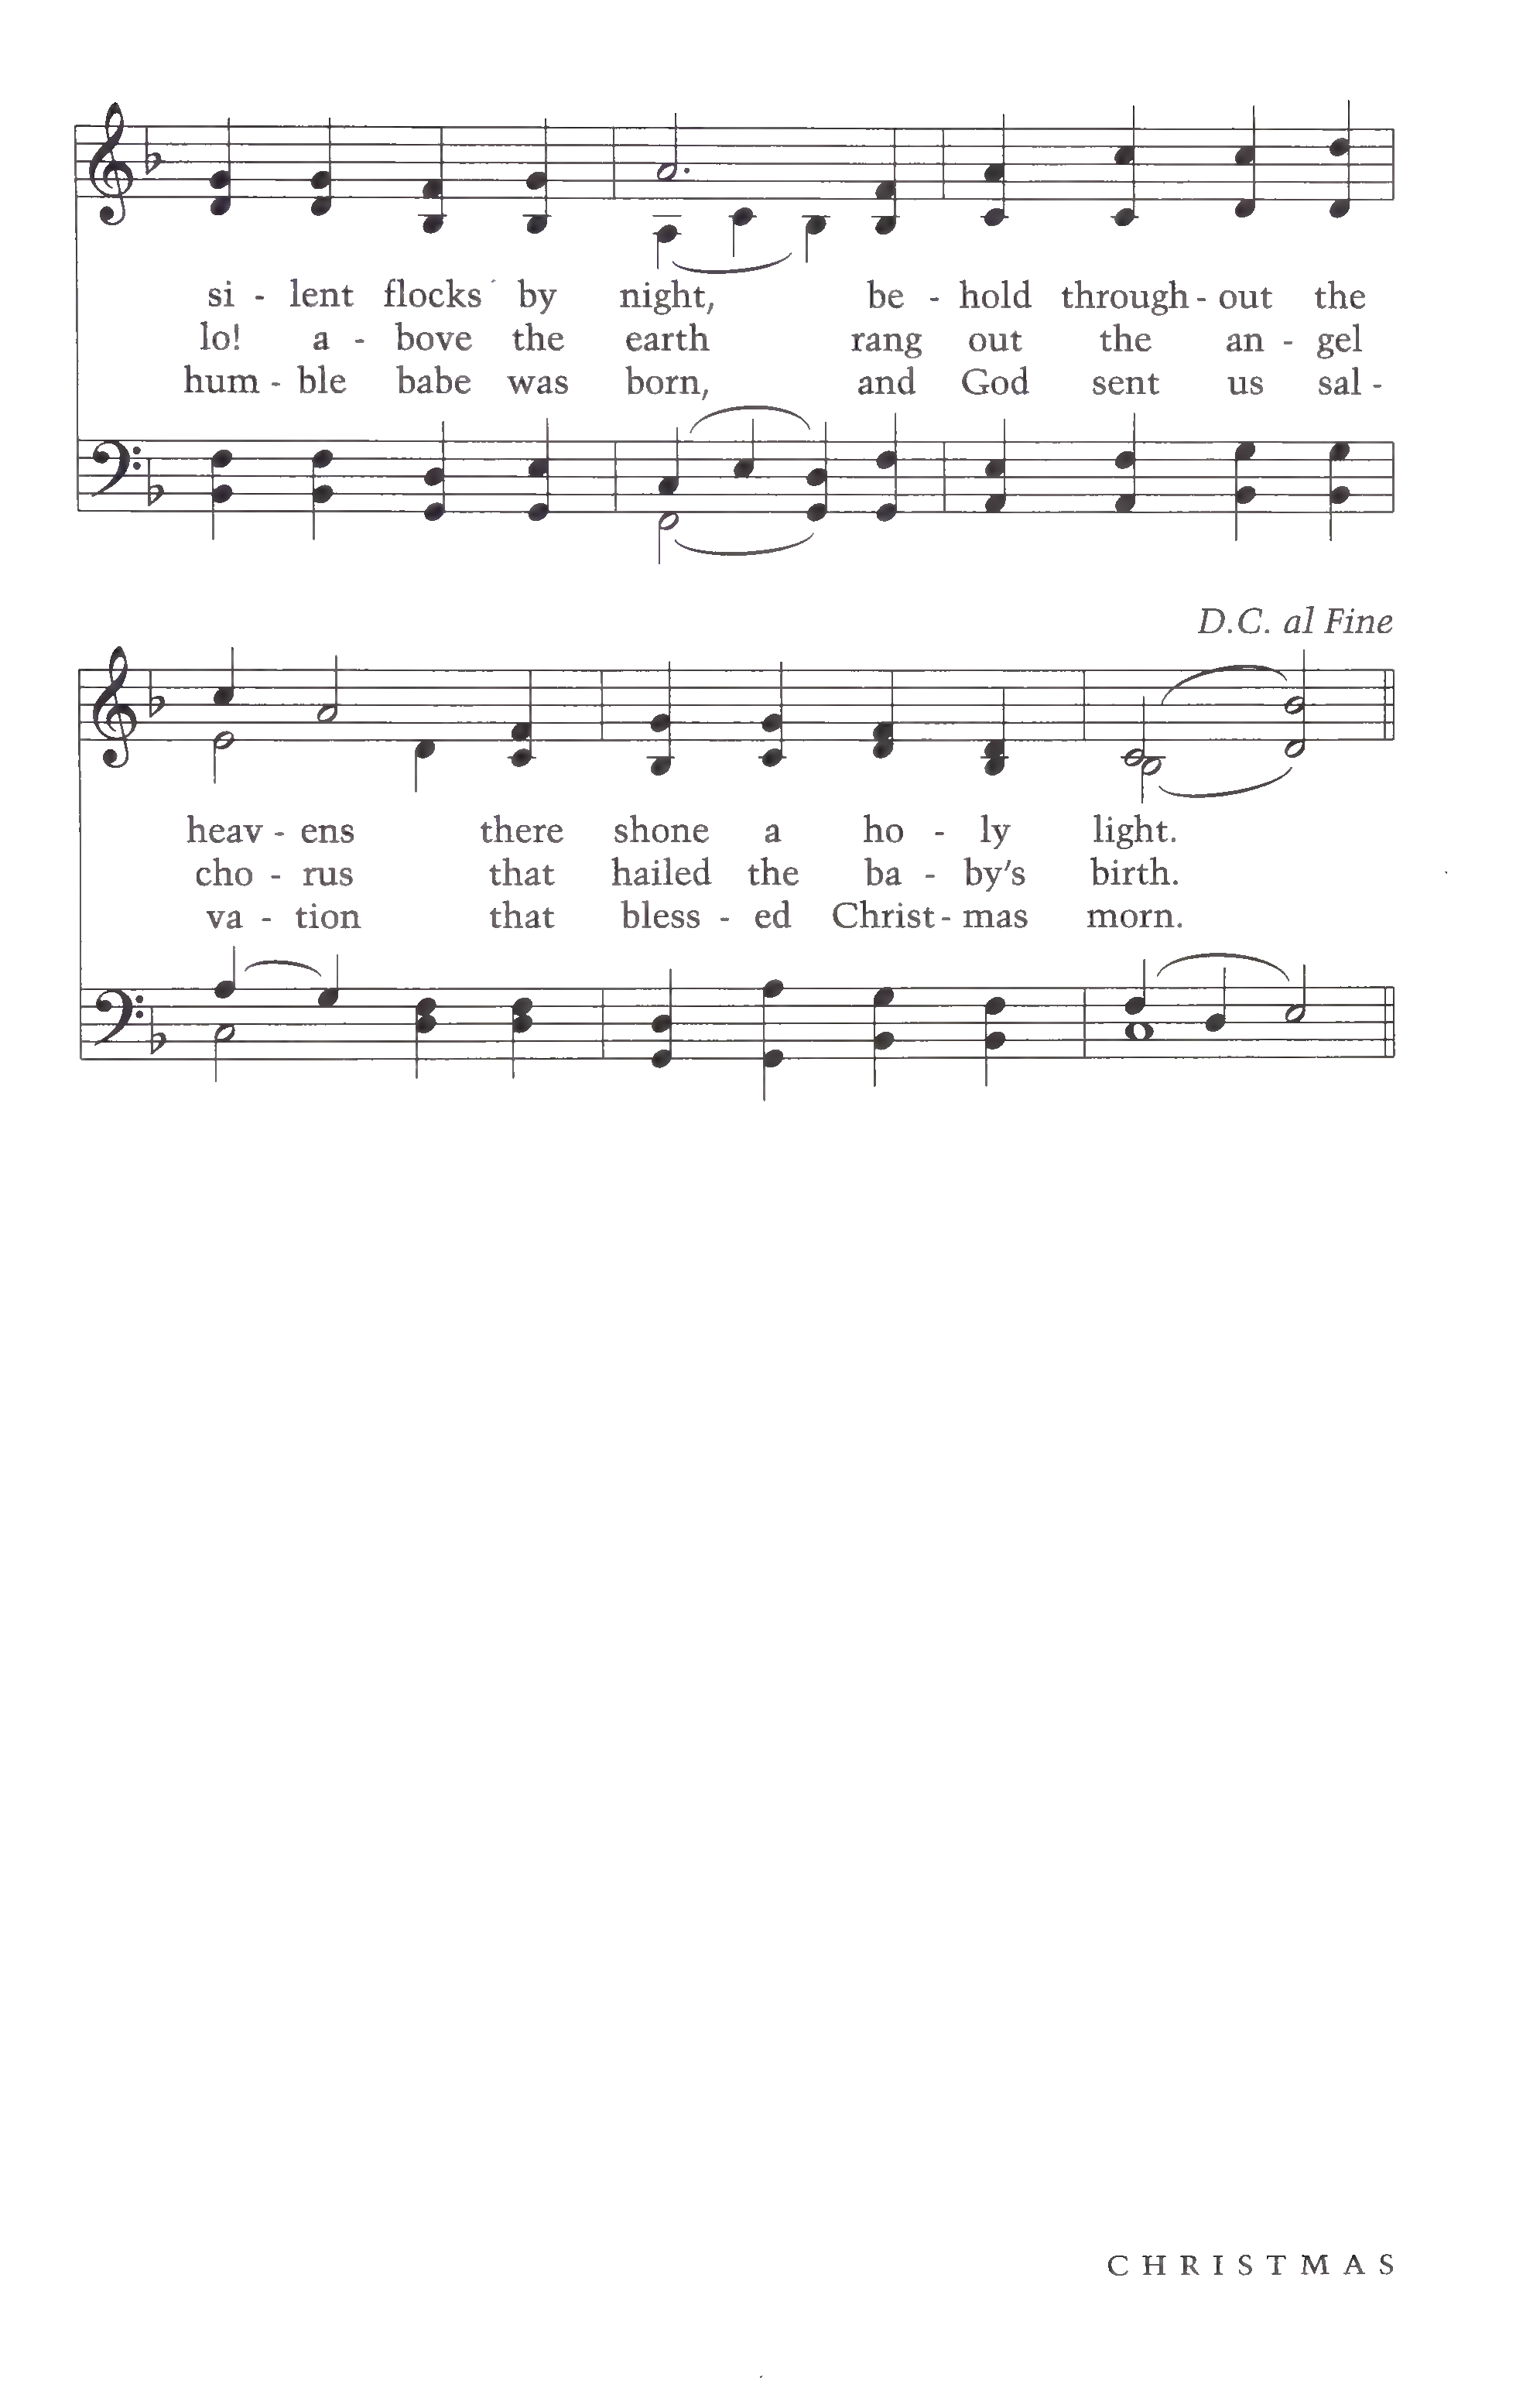 si - lent flocks by night, be - hold through - out the
lo! a - bove the earth rang out the an - gel
hum - ble babe was born, and God sent us sal -
D.C. al Fine
heav - ens there shone a ho - ly light.
cho - rus that hailed the ba - by's birth.
va - tion that bless - ed Christ - mas morn.
CHRISTMAS